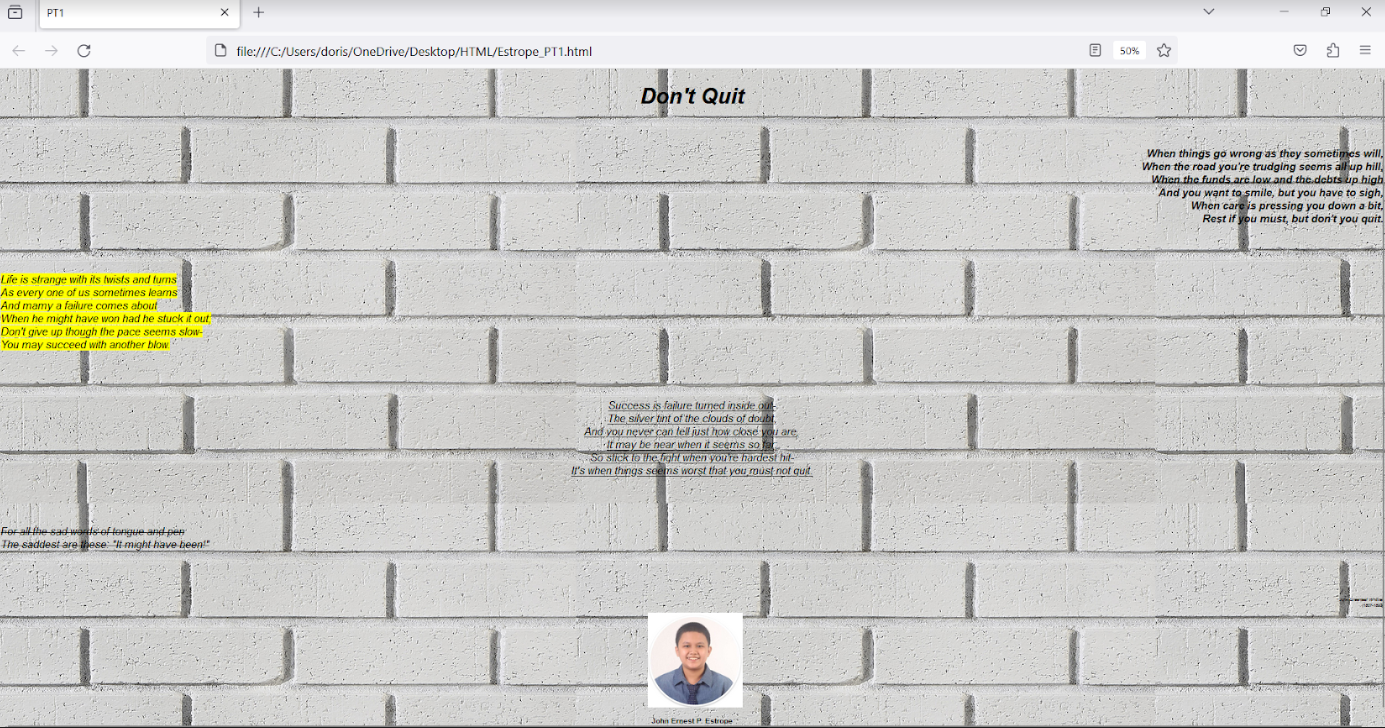 PT1
file:///C:/Users/doris/OneDrive/Desktop/HTML/Estrope_PT1.html
50%
Don't Quit
When things go wrong as they sometimes will,
When the road you're trudging seems all up hill,
When the funds are low and the debts up high
And you want to smile, but you have to sigh,
When care is pressing you down a bit,
Rest if you must, but don't you quit.
Life is strange with its twists and turns
As every one of us sometimes learns
And mamy a failure comes about
When he might have won had he stuck it out,
Don't give up though the pace seems slow-
You may succeed with another blow.
Success is failure turned inside out-
The silver tint of the clouds of doubt,
And you never can tell just how close you are,
It may be near when it seems so far,
So stick to the fight when you're hardest hit-
It's when things seems worst that you must not quit.
For all the sad words of tongue and pen
The saddest are these: "It might have been!"
John Ernest P. Estrope